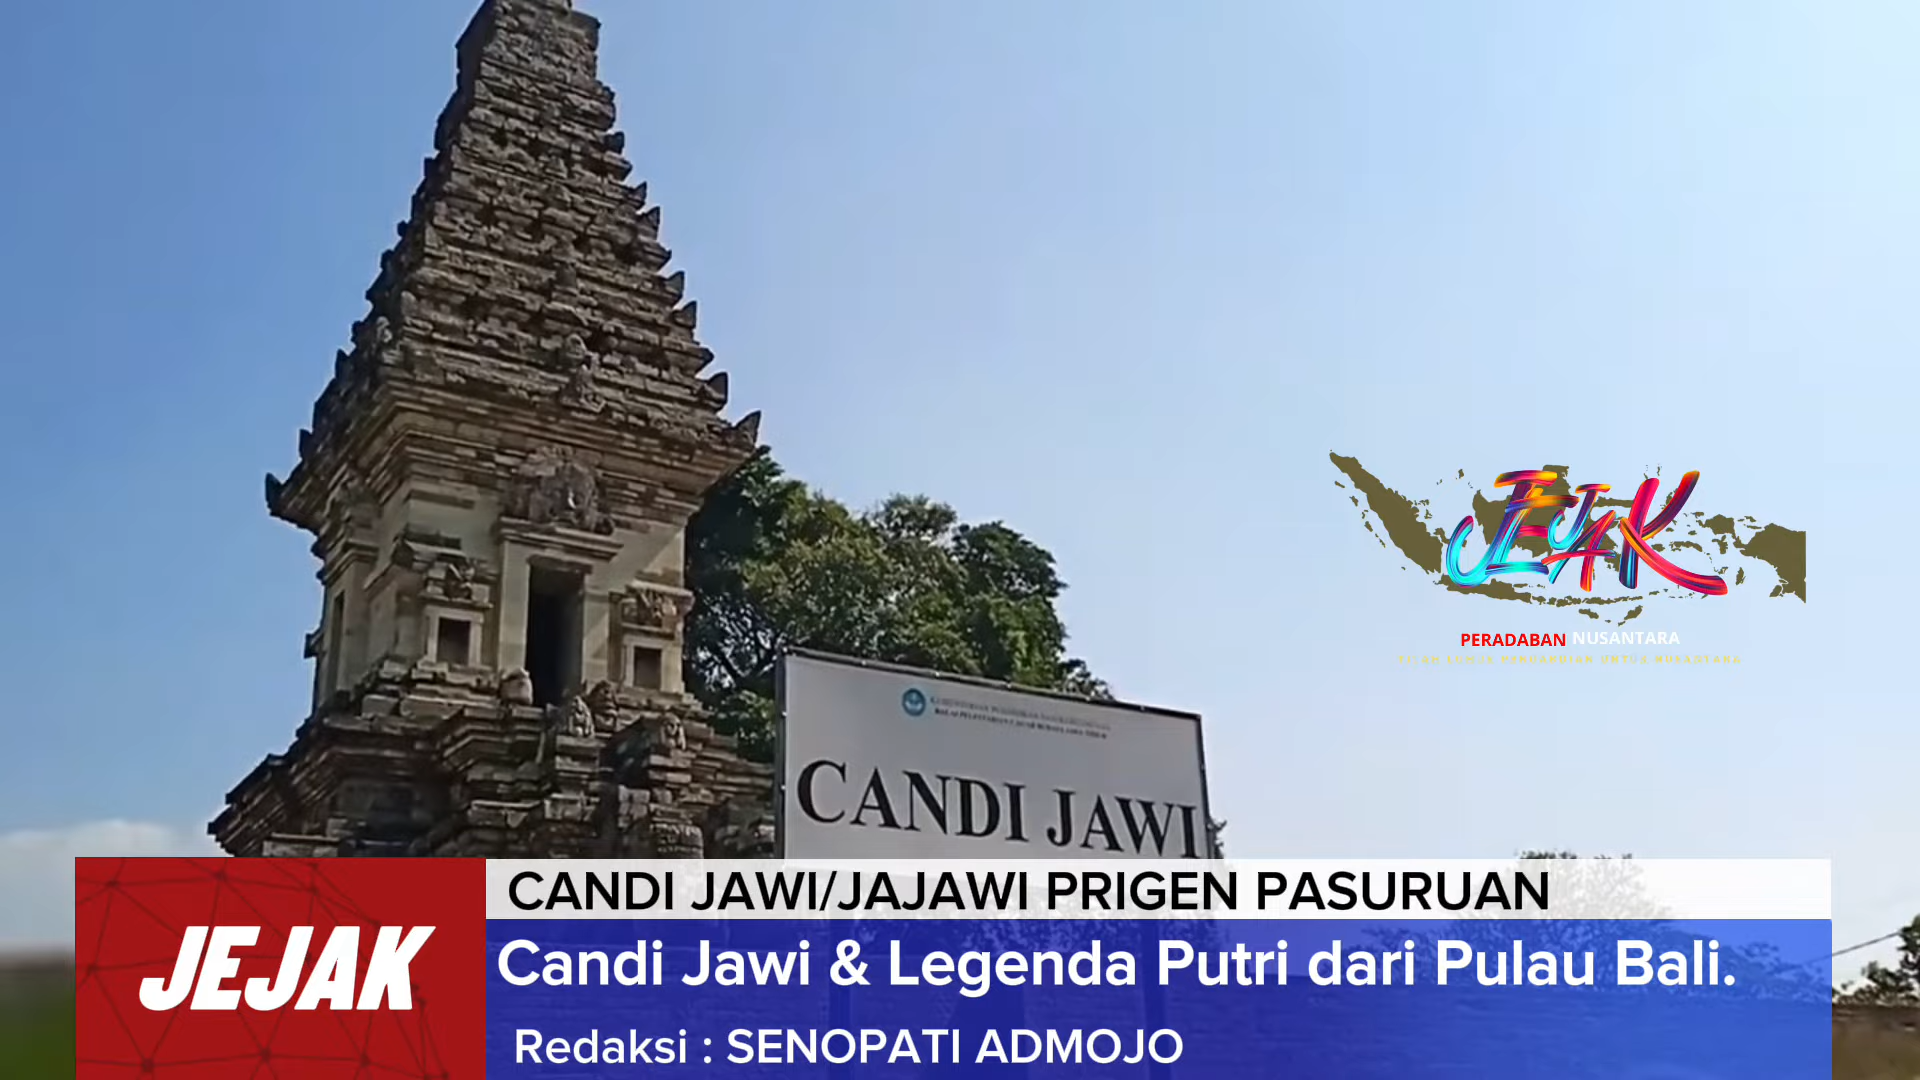 JEJAK
PERADABAN NUSANTARA
CANDI JAWI
CANDI JAWI/JAJAWI PRIGEN PASURUAN
JEJAK
Candi Jawi & Legenda Putri dari Pulau Bali.
Redaksi : SENOPATI ADMOJO